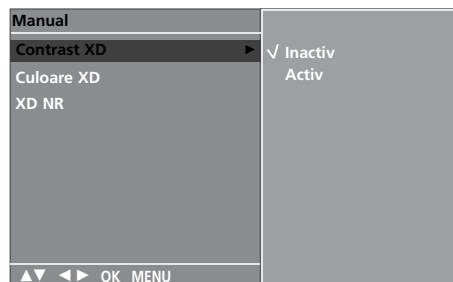 Manual
Contrast XD ►
Culoare XD
XD NR
√ Inactiv
Activ
▲▼ ◄► OK MENU